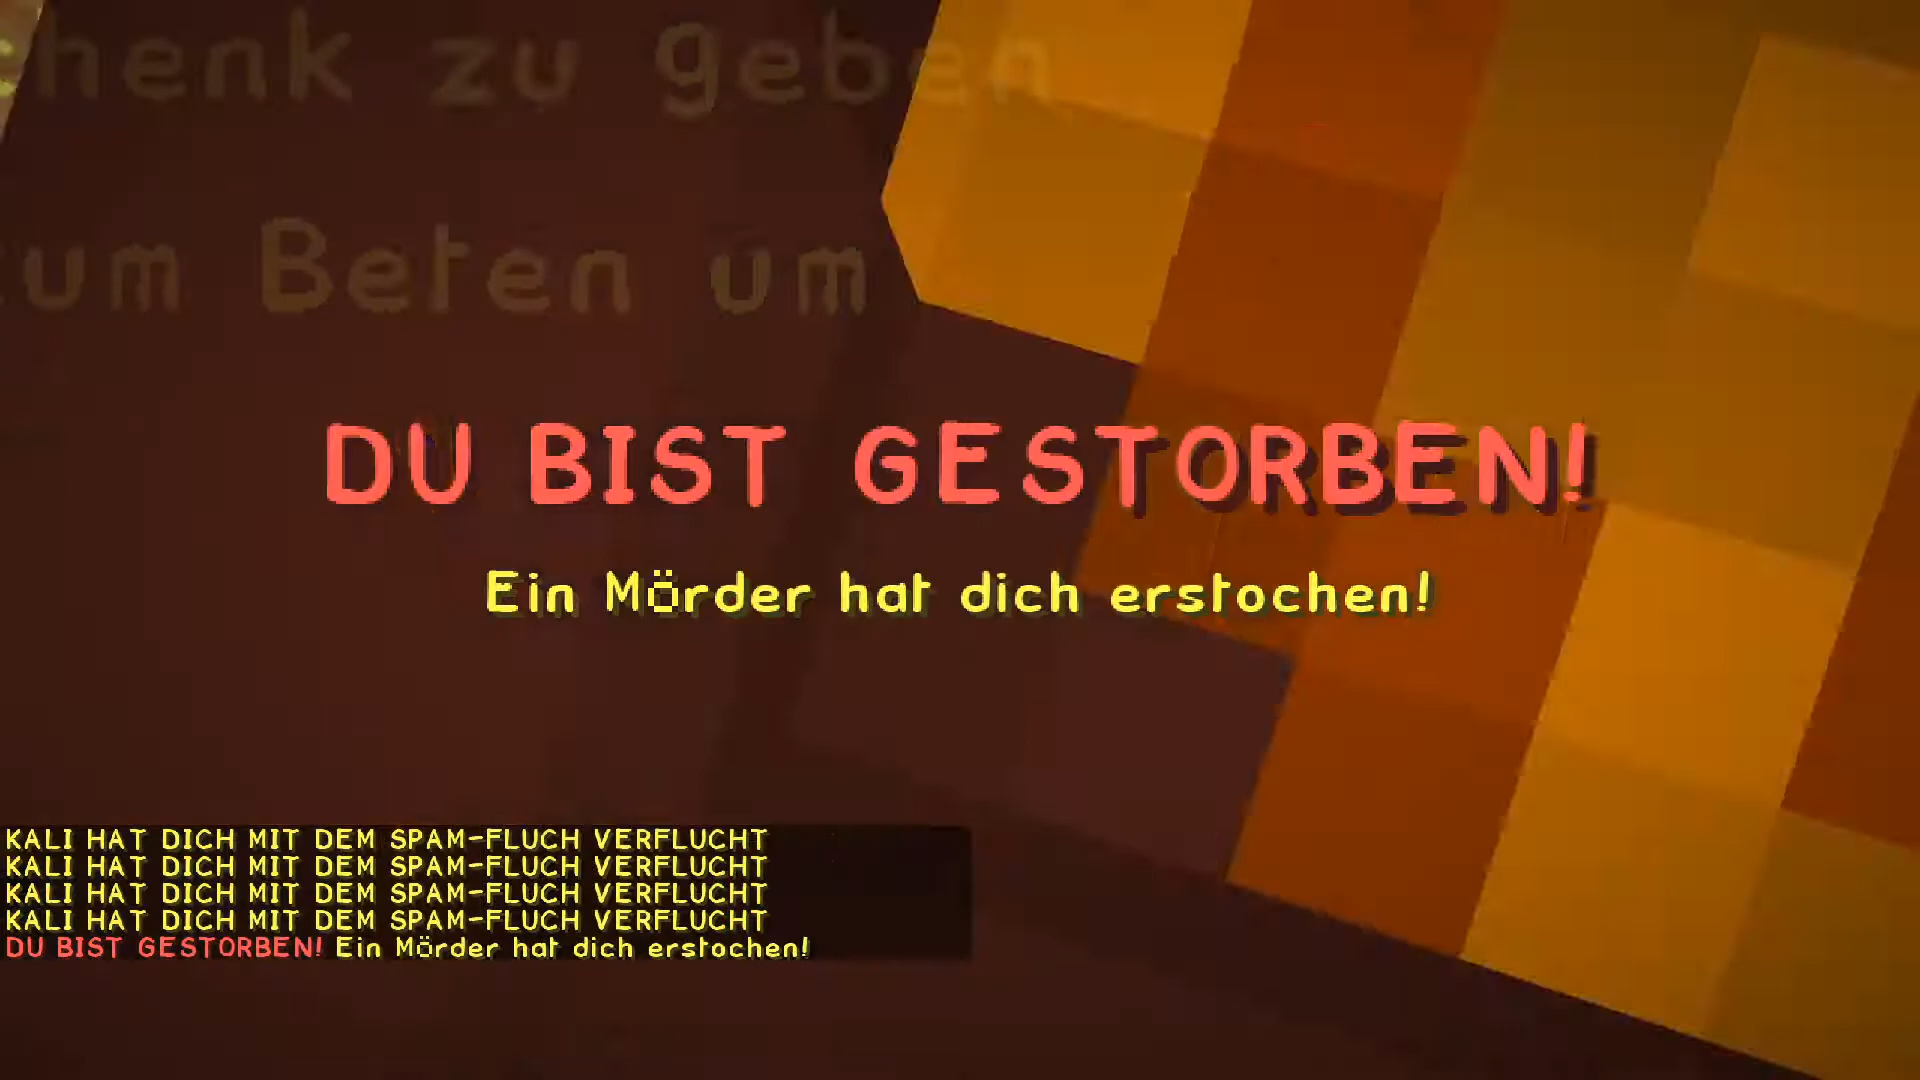 zu geben
Beten um
DU BIST GESTORBEN!
Ein Mörder hat dich erstochen!
KALI HAT DICH MIT DEM SPAM-FLUCH VERFLUCHT
KALI HAT DICH MIT DEM SPAM-FLUCH VERFLUCHT
KALI HAT DICH MIT DEM SPAM-FLUCH VERFLUCHT
KALI HAT DICH MIT DEM SPAM-FLUCH VERFLUCHT
DU BIST GESTORBEN! Ein Mörder hat dich erstochen!